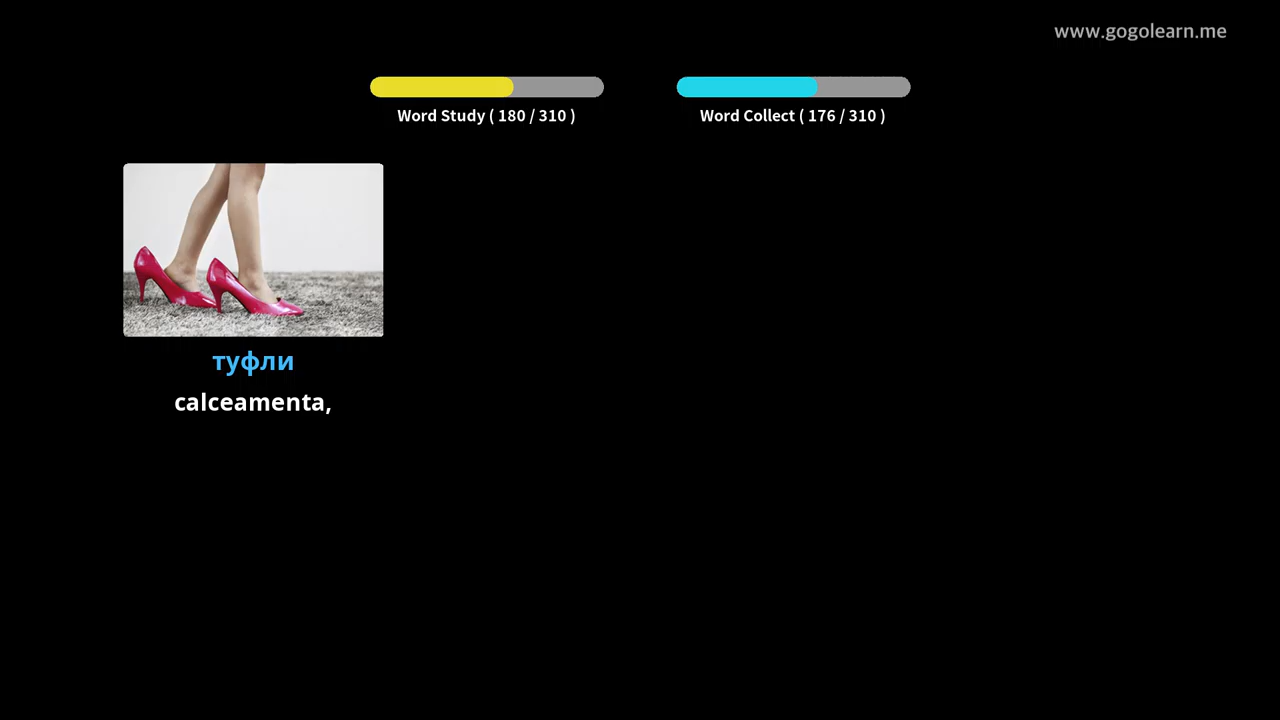 www.gogolearn.me
Word Study ( 180 / 310 )
Word Collect ( 176 / 310 )
туфли
calceamenta,